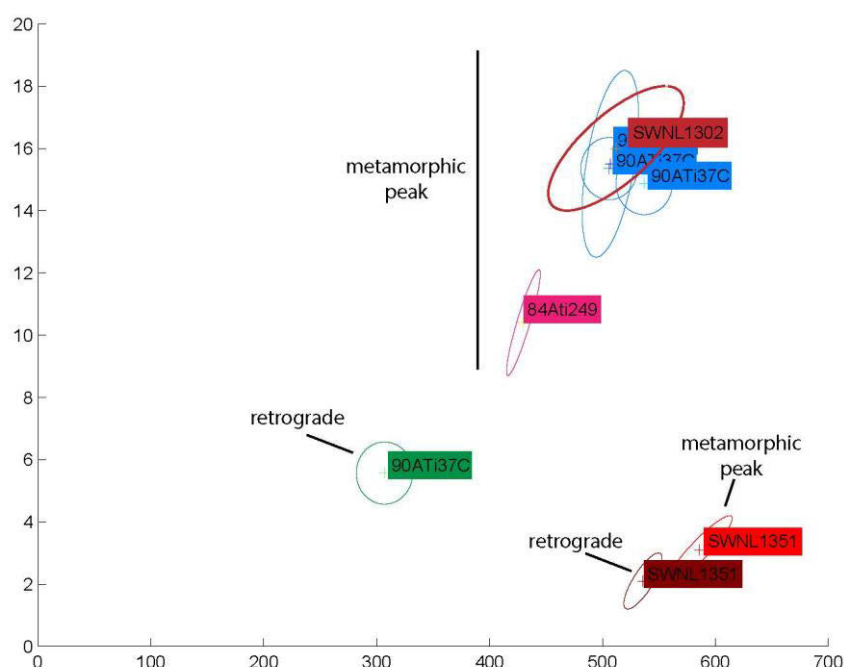 20
18
16
14
12
10
8
6
4
2
0
0
100
200
300
400
500
600
700
metamorphic
peak
SWNL1302
90ATi37C
90ATi37C
84Ati249
retrograde
90ATi37C
metamorphic
peak
retrograde
SWNL1351
SWNL1351